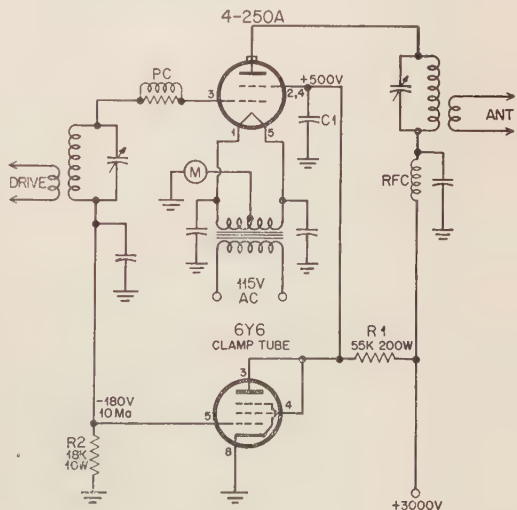 4-250A
PC
3
+500V
2,4
C1
1
5
M
ANT
DRIVE
RFC
115V
AC
6Y6
CLAMP TUBE
R1
55K 200W
3
4
-180V
10 Ma
5
R2
18K
10W
8
+3000V